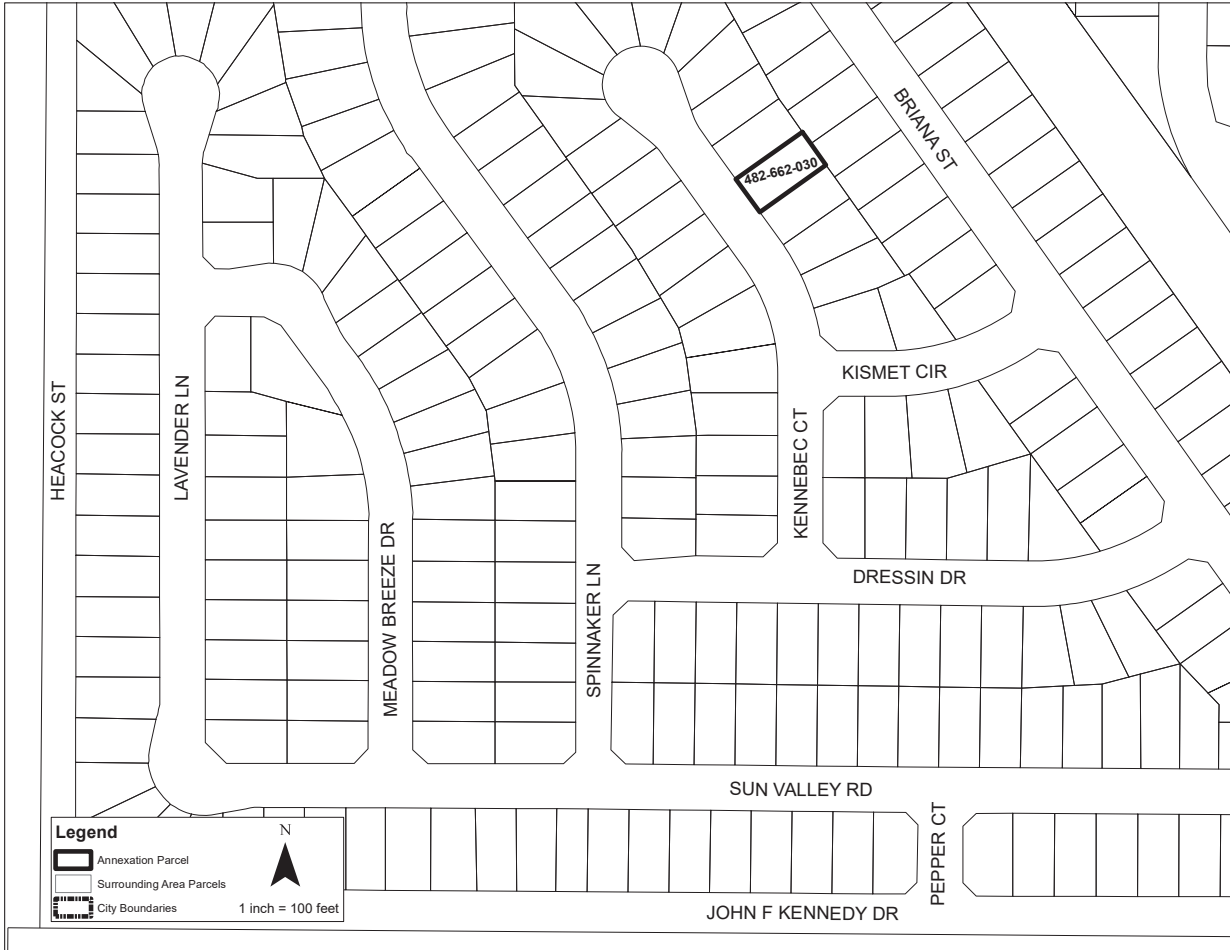 BRIANA ST
482-662-030
KISMET CIR
HEACOCK ST
LAVENDER LN
KENNEBEC CT
MEADOW BREEZE DR
DRESSIN DR
SPINNAKER LN
SUN VALLEY RD
PEPPER CT
JOHN F KENNEDY DR
Legend
N
Annexation Parcel
Surrounding Area Parcels
City Boundaries
1 inch = 100 feet